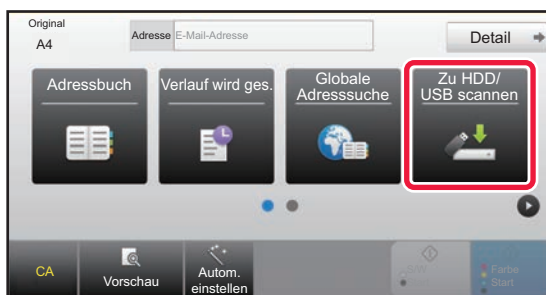 Original
A4
Adresse E-Mail-Adresse
Detail
Adressbuch
Verlauf wird ges.
Globale
Adresssuche
Zu HDD/
USB scannen
CA
Vorschau
Autom.
einstellen
S/W
Start
Farbe
Start